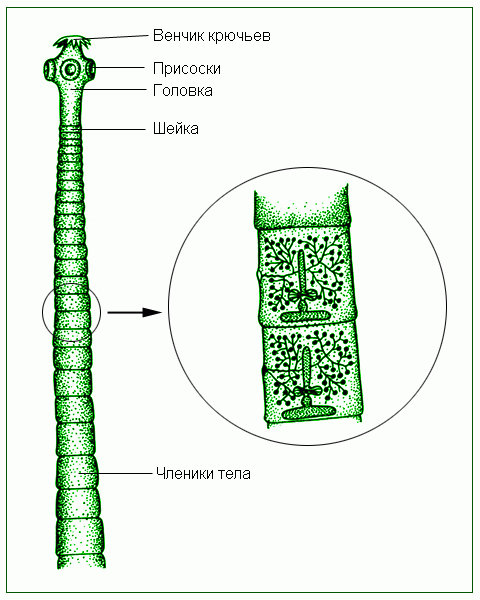 Венчик крючьев
Присоски
Головка
Шейка
Членики тела